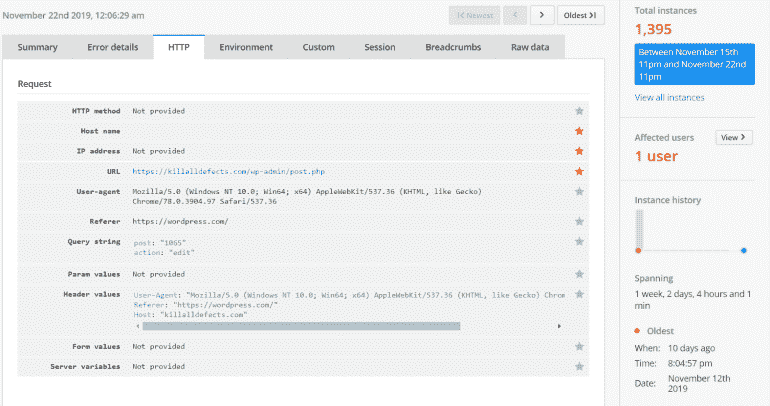 November 22nd 2019, 12:06:29 am
Newest
Oldest
Summary
Error details
HTTP
Environment
Custom
Session
Breadcrumbs
Raw data
Request
HTTP method Not provided
Host name
IP address Not provided
URL https://killalldefects.com/wp-admin/post.php
User-agent Mozilla/5.0 (Windows NT 10.0; Win64; x64) AppleWebKit/537.36 (KHTML, like Gecko)
Chrome/78.0.3904.97 Safari/537.36
Referer https://wordpress.com/
Query string post: "1065"
action: "edit"
Param values Not provided
Header values User-Agent: "Mozilla/5.0 (Windows NT 10.0; Win64; x64) AppleWebKit/537.36 (KHTML, like Gecko) Chrom
Referer: "https://wordpress.com/"
Host: "killalldefects.com"
Form values Not provided
Server variables Not provided
Total instances
1,395
Between November 15th
11pm and November 22nd
11pm
View all instances
Affected users
View
1 user
Instance history
Spanning
1 week, 2 days, 4 hours and 1
min
Oldest
When: 10 days ago
Time: 8:04:57 pm
Date: November 12th
2019